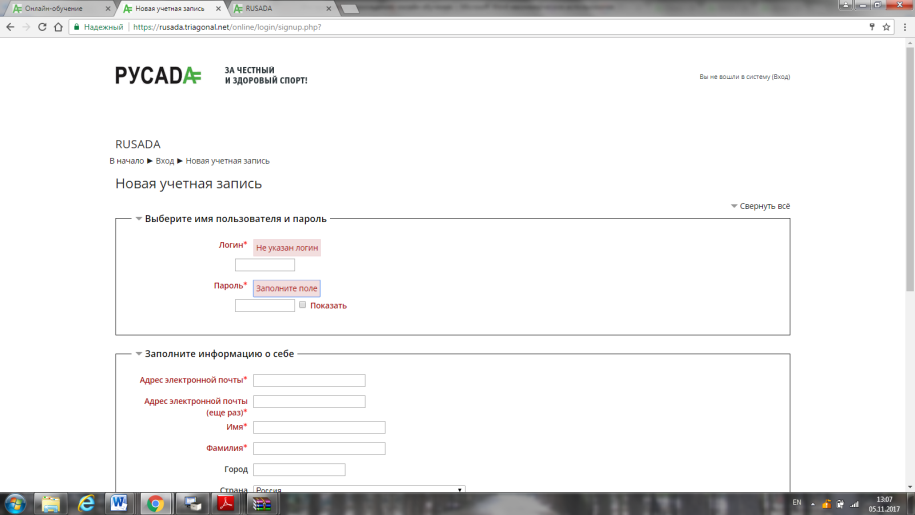 Онлайн-обучение
Новая учетная запись
RUSADA
Надежный
https://rusada.triagonal.net/online/login/signup.php?
РУСАДА
ЗА ЧЕСТНЫЙ
И ЗДОРОВЫЙ СПОРТ!
Вы не вошли в систему (Вход)
RUSADA
В начало ► Вход ► Новая учетная запись
Новая учетная запись
Свернуть всё
Выберите имя пользователя и пароль
Логин*
Не указан логин
Пароль*
Заполните поле
Показать
Заполните информацию о себе
Адрес электронной почты*
Адрес электронной почты
(еще раз)*
Имя*
Фамилия*
Город
Страна
Россия
EN
13:07
05.11.2017